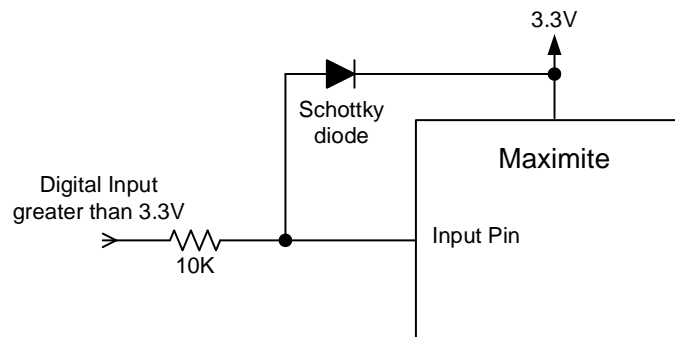 3.3V
Schottky
diode
Maximite
Digital Input
greater than 3.3V
Input Pin
10K